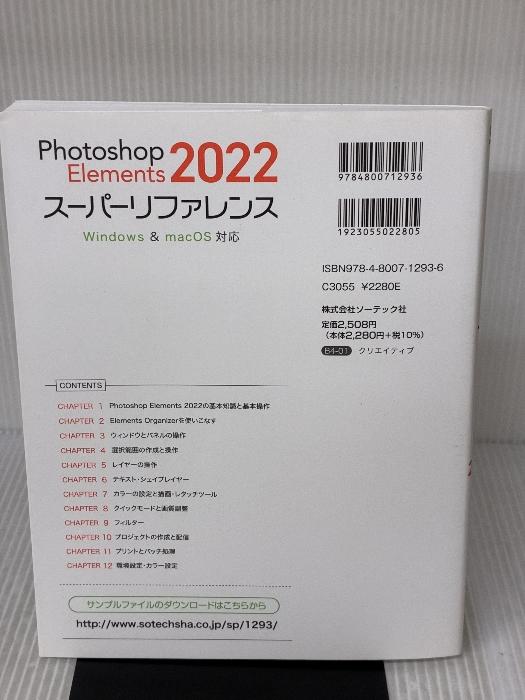 Photoshop
Elements 2022
スーパーリファレンス
Windows & macOS 対応
9784800712936
1923055022805
ISBN978-4-8007-1293-6
C3055 ¥2280E
株式会社ソーテック社
定価2,508円
(本体2,280円+税10%)
B4-01 クリエイティブ
CONTENTS
CHAPTER 1 Photoshop Elements 2022の基本知識と基本操作
CHAPTER 2 Elements Organizerを使いこなす
CHAPTER 3 ウィンドウとパネルの操作
CHAPTER 4 選択範囲の作成と操作
CHAPTER 5 レイヤーの操作
CHAPTER 6 テキスト・シェイプレイヤー
CHAPTER 7 カラーの設定と描画・レタッチツール
CHAPTER 8 クイックモードと画質調整
CHAPTER 9 フィルター
CHAPTER 10 プロジェクトの作成と配信
CHAPTER 11 プリントとバッチ処理
CHAPTER 12 環境設定・カラー設定
サンプルファイルのダウンロードはこちらから
http://www.sotechsha.co.jp/sp/1293/